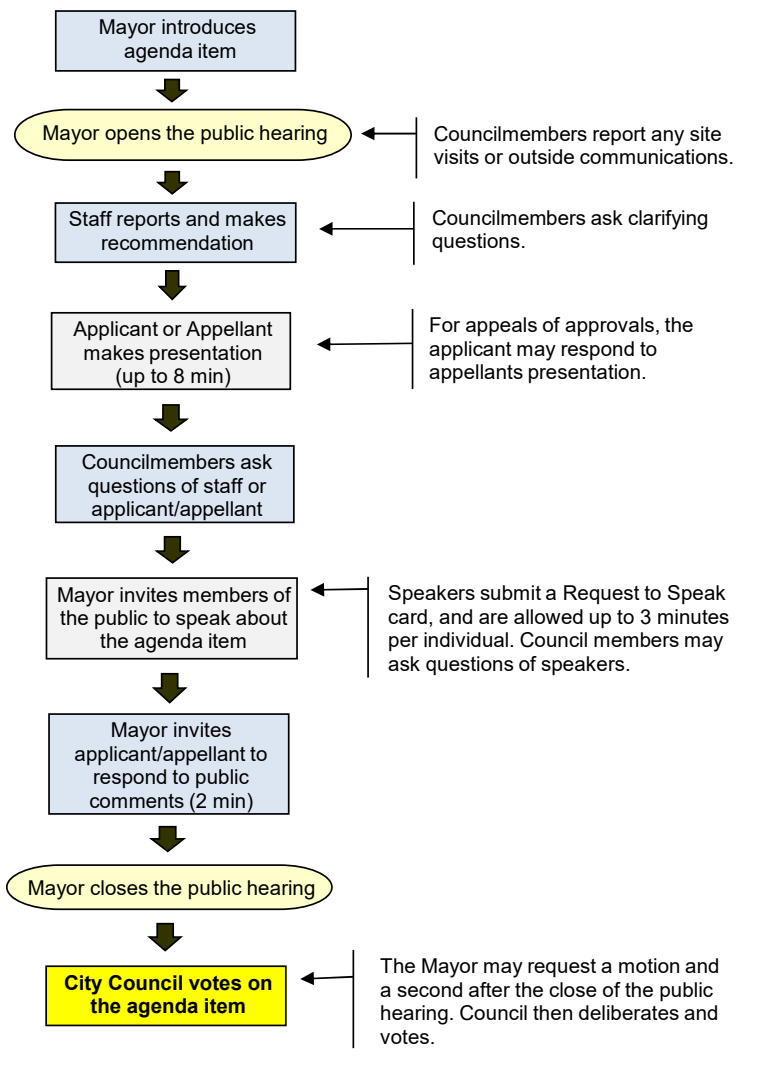 Mayor introduces
agenda item
Mayor opens the public hearing
Councilmembers report any site
visits or outside communications.
Staff reports and makes
recommendation
Councilmembers ask clarifying
questions.
Applicant or Appellant
makes presentation
(up to 8 min)
For appeals of approvals, the
applicant may respond to
appellants presentation.
Councilmembers ask
questions of staff or
applicant/appellant
Mayor invites members of
the public to speak about
the agenda item
Speakers submit a Request to Speak
card, and are allowed up to 3 minutes
per individual. Council members may
ask questions of speakers.
Mayor invites
applicant/appellant to
respond to public
comments (2 min)
Mayor closes the public hearing
City Council votes on
the agenda item
The Mayor may request a motion and
a second after the close of the public
hearing. Council then deliberates and
votes.